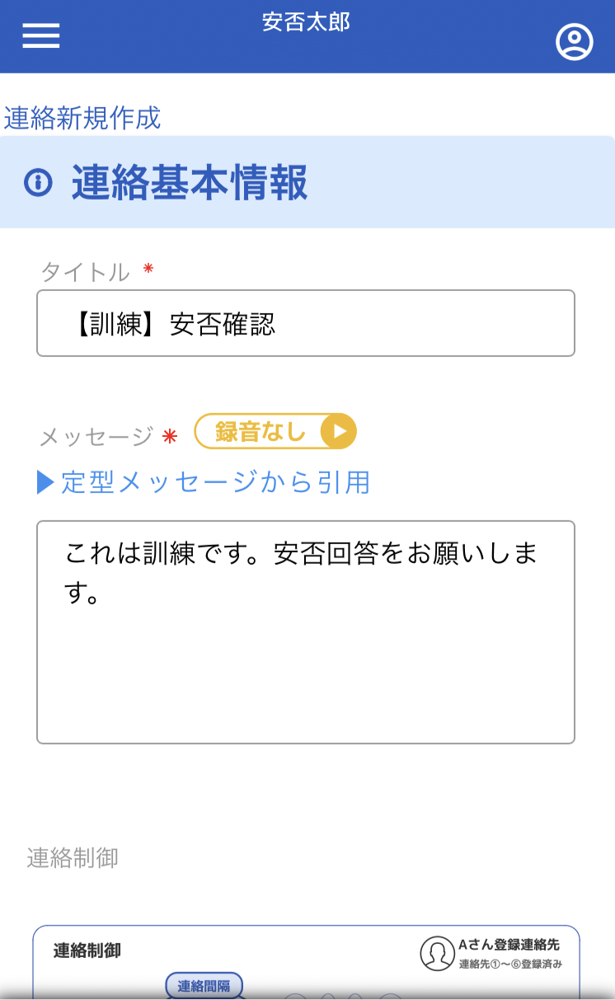 安否太郎
連絡新規作成
連絡基本情報
タイトル *
【訓練】安否確認
メッセージ * 録音なし
▶定型メッセージから引用
これは訓練です。安否回答をお願いしま
す。
連絡制御
連絡制御
Aさん登録連絡先
連絡先①～⑥登録済み
連絡間隔